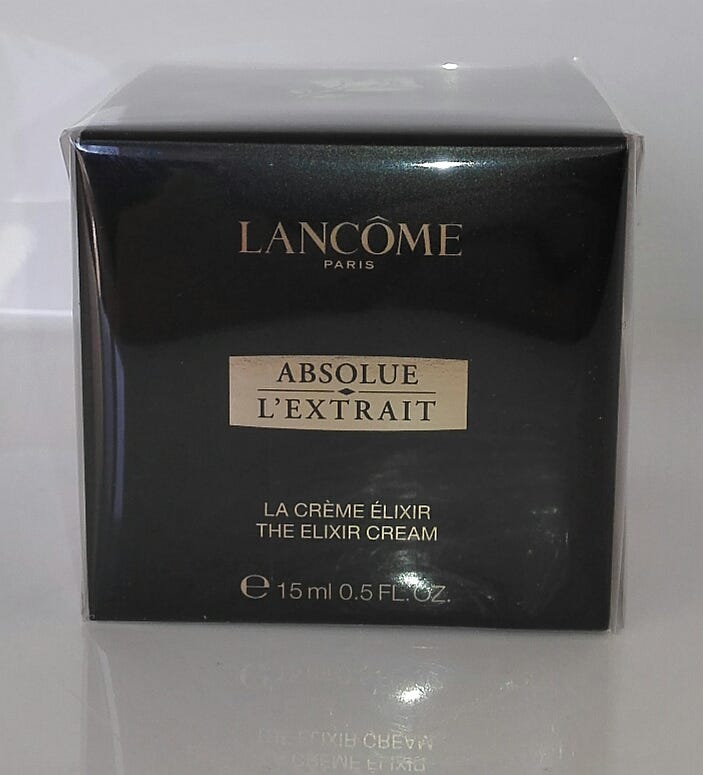 LANCÔME
PARIS
ABSOLUE
L'EXTRAIT
LA CRÈME ÉLIXIR
THE ELIXIR CREAM
e 15 ml 0.5 FL. OZ.